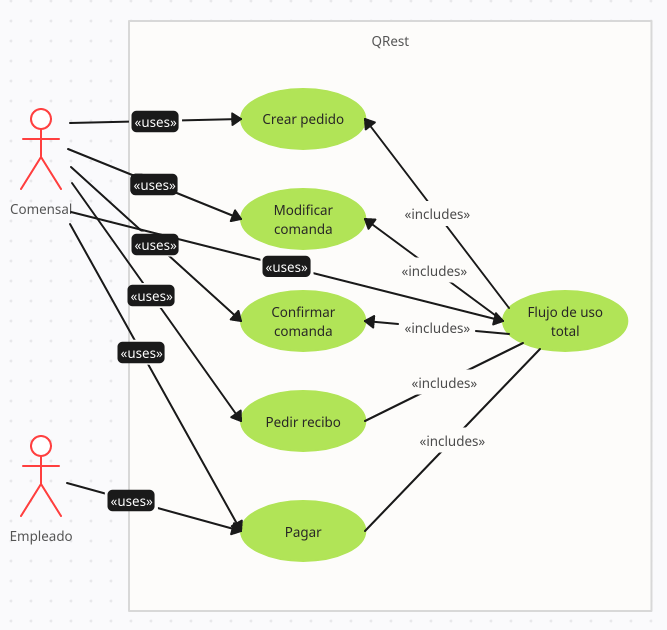 QRest
Crear pedido
«uses»
Modificar
comanda
«uses»
Comensal
«includes»
«uses»
«uses»
«includes»
«uses»
Confirmar
comanda
Flujo de uso
total
«includes»
«uses»
«includes»
Pedir recibo
«includes»
«uses»
Empleado
Pagar